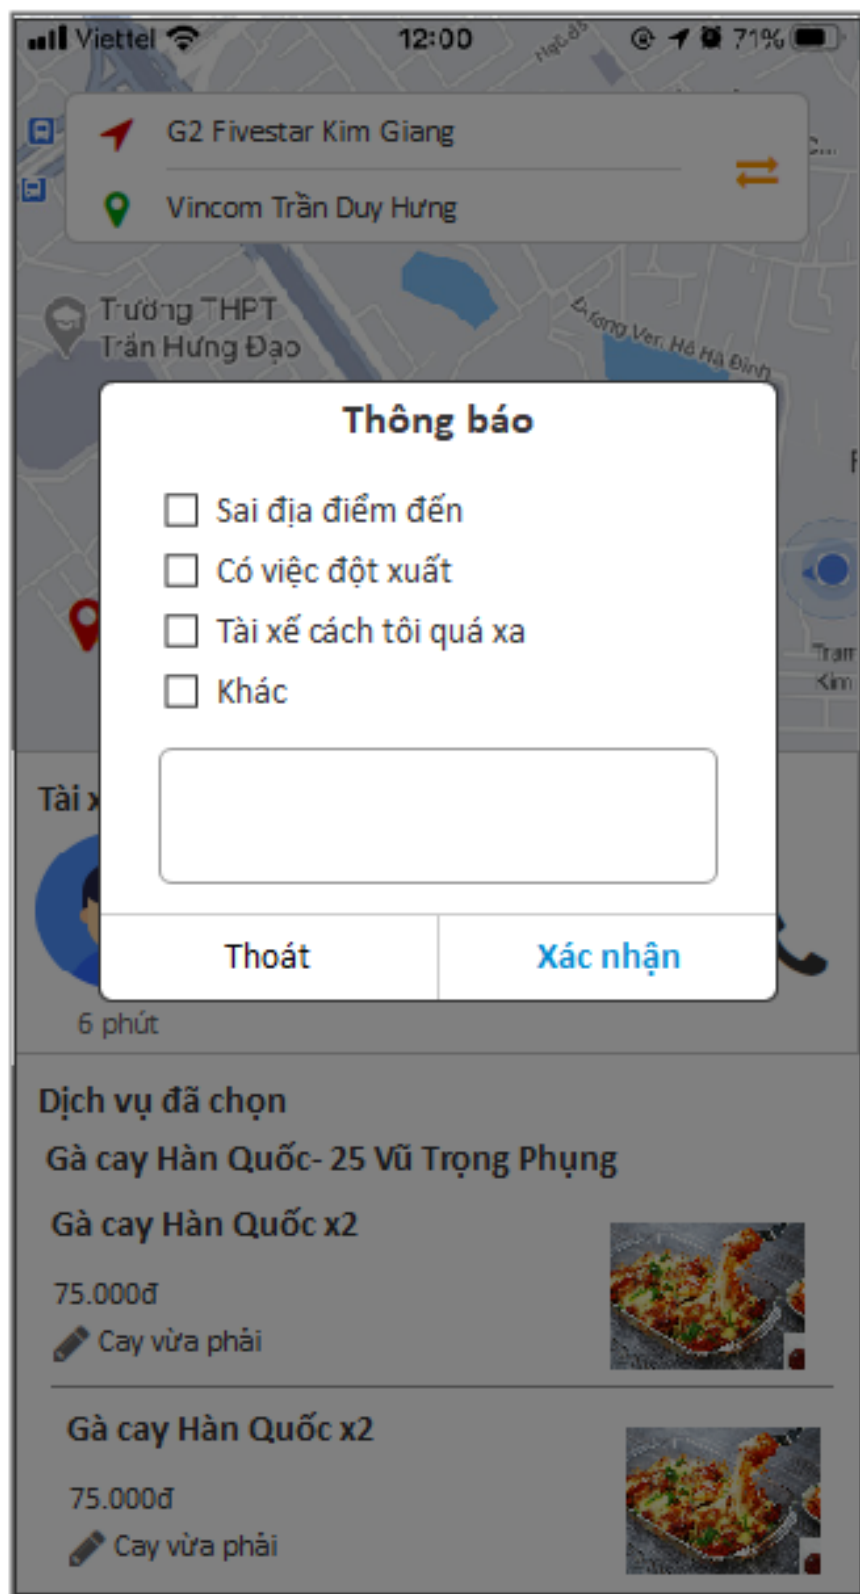 Viettel 12:00 71%
G2 Fivestar Kim Giang
Vincom Trần Duy Hưng
Trường THPT
Trần Hưng Đạo
Thông báo
Sai địa điểm đến
Có việc đột xuất
Tài xế cách tôi quá xa
Khác
Kim
Tài x
Thoát
Xác nhận
6 phút
Dịch vụ đã chọn
Gà cay Hàn Quốc- 25 Vũ Trọng Phụng
Gà cay Hàn Quốc x2
75.000đ
Cay vừa phải
Gà cay Hàn Quốc x2
75.000đ
Cay vừa phải